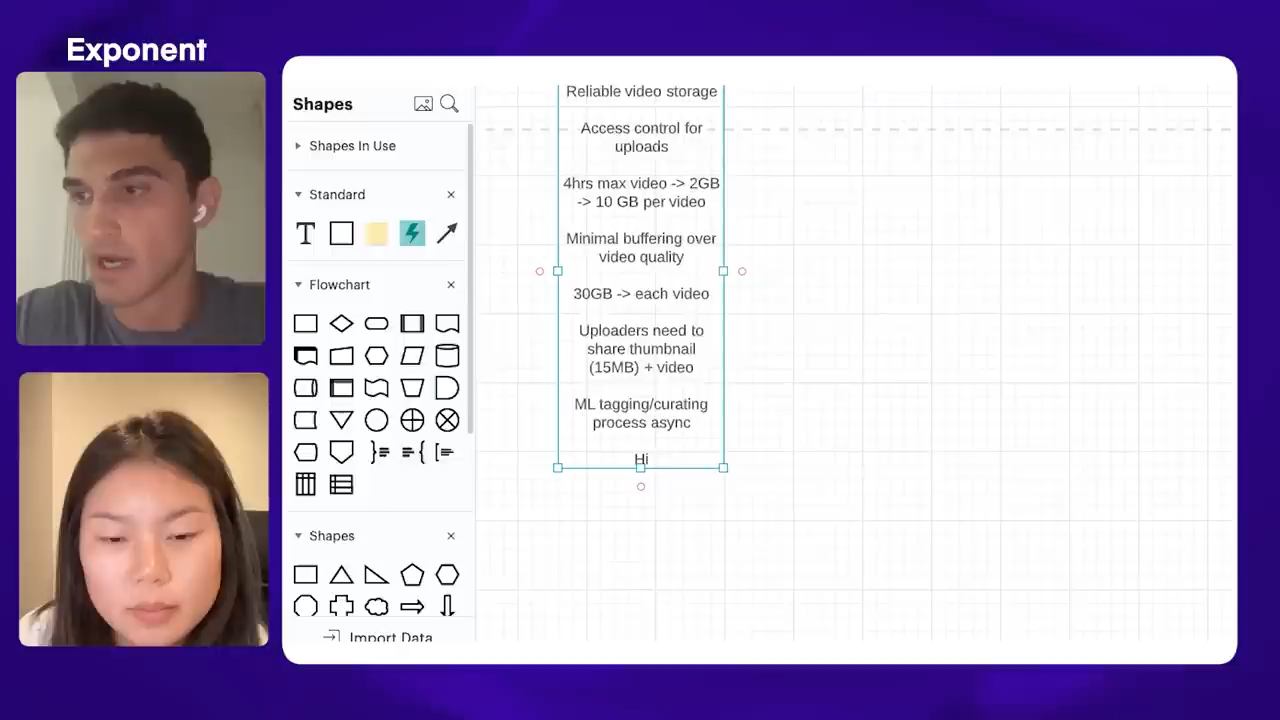 Exponent
Shapes
Shapes In Use
Standard
T
Flowchart
Shapes
Import Data
Reliable video storage
Access control for
uploads
4hrs max video -> 2GB
-> 10 GB per video
Minimal buffering over
video quality
30GB -> each video
Uploaders need to
share thumbnail
(15MB) + video
ML tagging/curating
process async
Hi